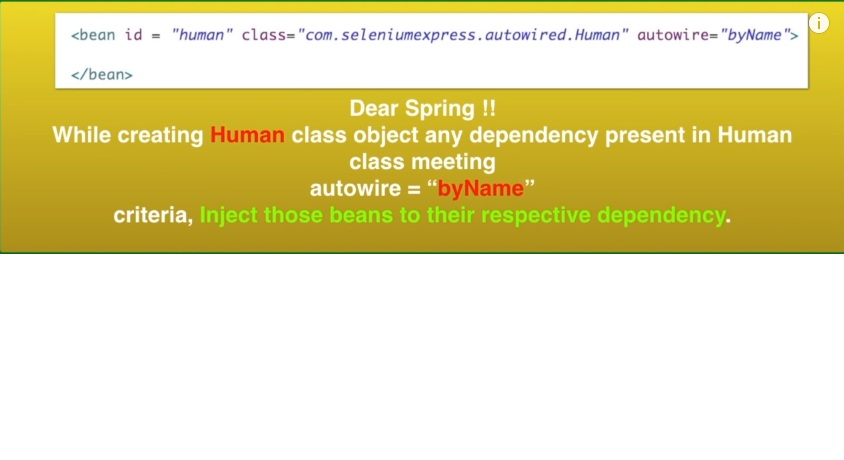 <bean id = "human" class="com.seleniumexpress.autowired.Human" autowire="byName">
</bean>
Dear Spring !!
While creating Human class object any dependency present in Human
class meeting
autowire = “byName”
criteria, Inject those beans to their respective dependency.